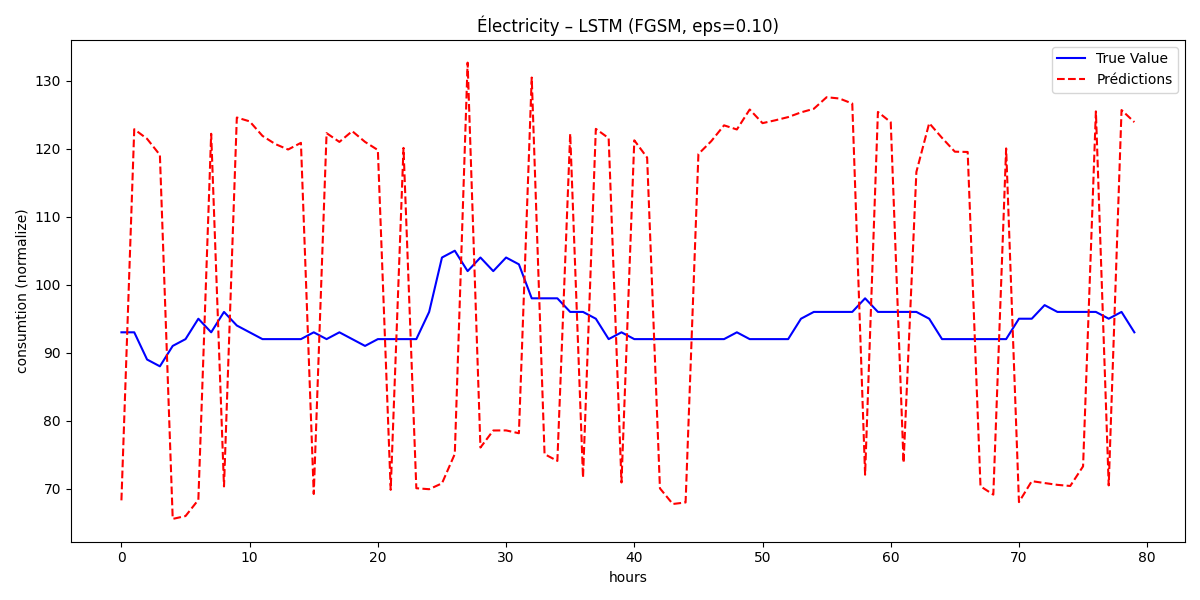 Électricity – LSTM (FGSM, eps=0.10)
True Value
Prédictions
consumtion (normalize)
130
120
110
100
90
80
70
0 10 20 30 40 50 60 70 80
hours